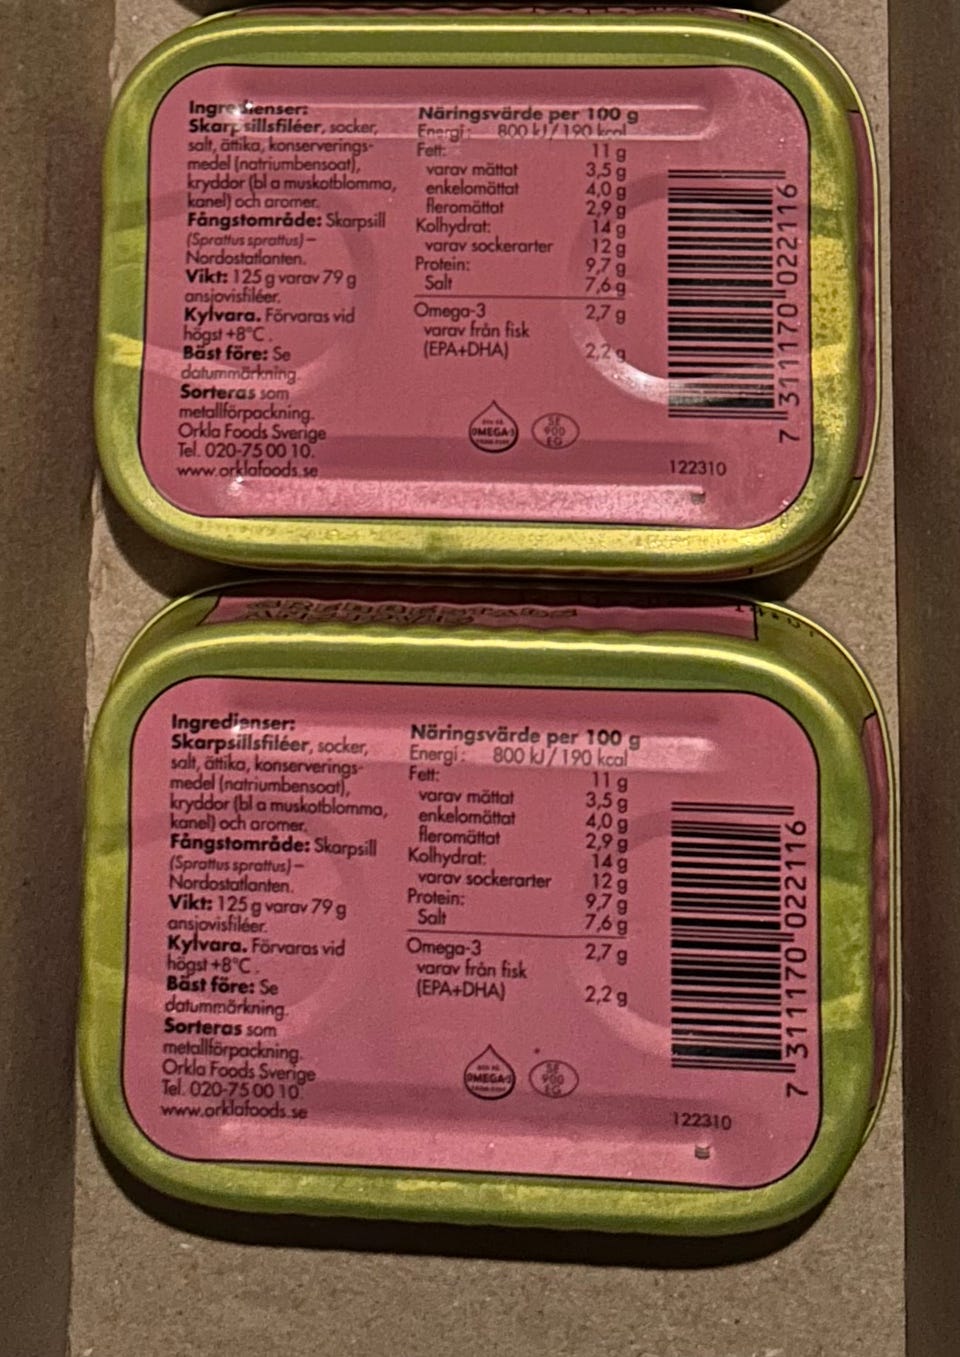 Ingredienser:
Skarpsillsfiléer, socker,
salt, ättika, konserverings-
medel (natriumbensoat),
kryddor (bl a muskotblomma,
kanel) och aromer.
Fångstområde: Skarpsill
(Sprattus sprattus) –
Nordostatlanten.
Vikt: 125 g varav 79 g
ansjovisfiléer.
Kylvara. Förvaras vid
högst +8°C.
Bäst före: Se
datummärkning.
Sorteras som
metallförpackning.
Orkla Foods Sverige
Tel. 020-75 00 10.
www.orklafoods.se
Näringsvärde per 100 g
Energi: 800 kJ/190 kcal
Fett: 11 g
varav mättat 3,5 g
enkelomättat 4,0 g
fleromättat 2,9 g
Kolhydrat: 14 g
varav sockerarter 12 g
Protein: 9,7 g
Salt 7,6 g
Omega-3 2,7 g
varav från fisk
(EPA+DHA) 2,2 g
OMEGA-3
SE
900
EG
122310
7 311170 022116
Ingredienser:
Skarpsillsfiléer, socker,
salt, ättika, konserverings-
medel (natriumbensoat),
kryddor (bl a muskotblomma,
kanel) och aromer.
Fångstområde: Skarpsill
(Sprattus sprattus) –
Nordostatlanten.
Vikt: 125 g varav 79 g
ansjovisfiléer.
Kylvara. Förvaras vid
högst +8°C.
Bäst före: Se
datummärkning.
Sorteras som
metallförpackning.
Orkla Foods Sverige
Tel. 020-75 00 10.
www.orklafoods.se
Näringsvärde per 100 g
Energi: 800 kJ/190 kcal
Fett: 11 g
varav mättat 3,5 g
enkelomättat 4,0 g
fleromättat 2,9 g
Kolhydrat: 14 g
varav sockerarter 12 g
Protein: 9,7 g
Salt 7,6 g
Omega-3 2,7 g
varav från fisk
(EPA+DHA) 2,2 g
OMEGA-3
SE
900
EG
122310
7 311170 022116